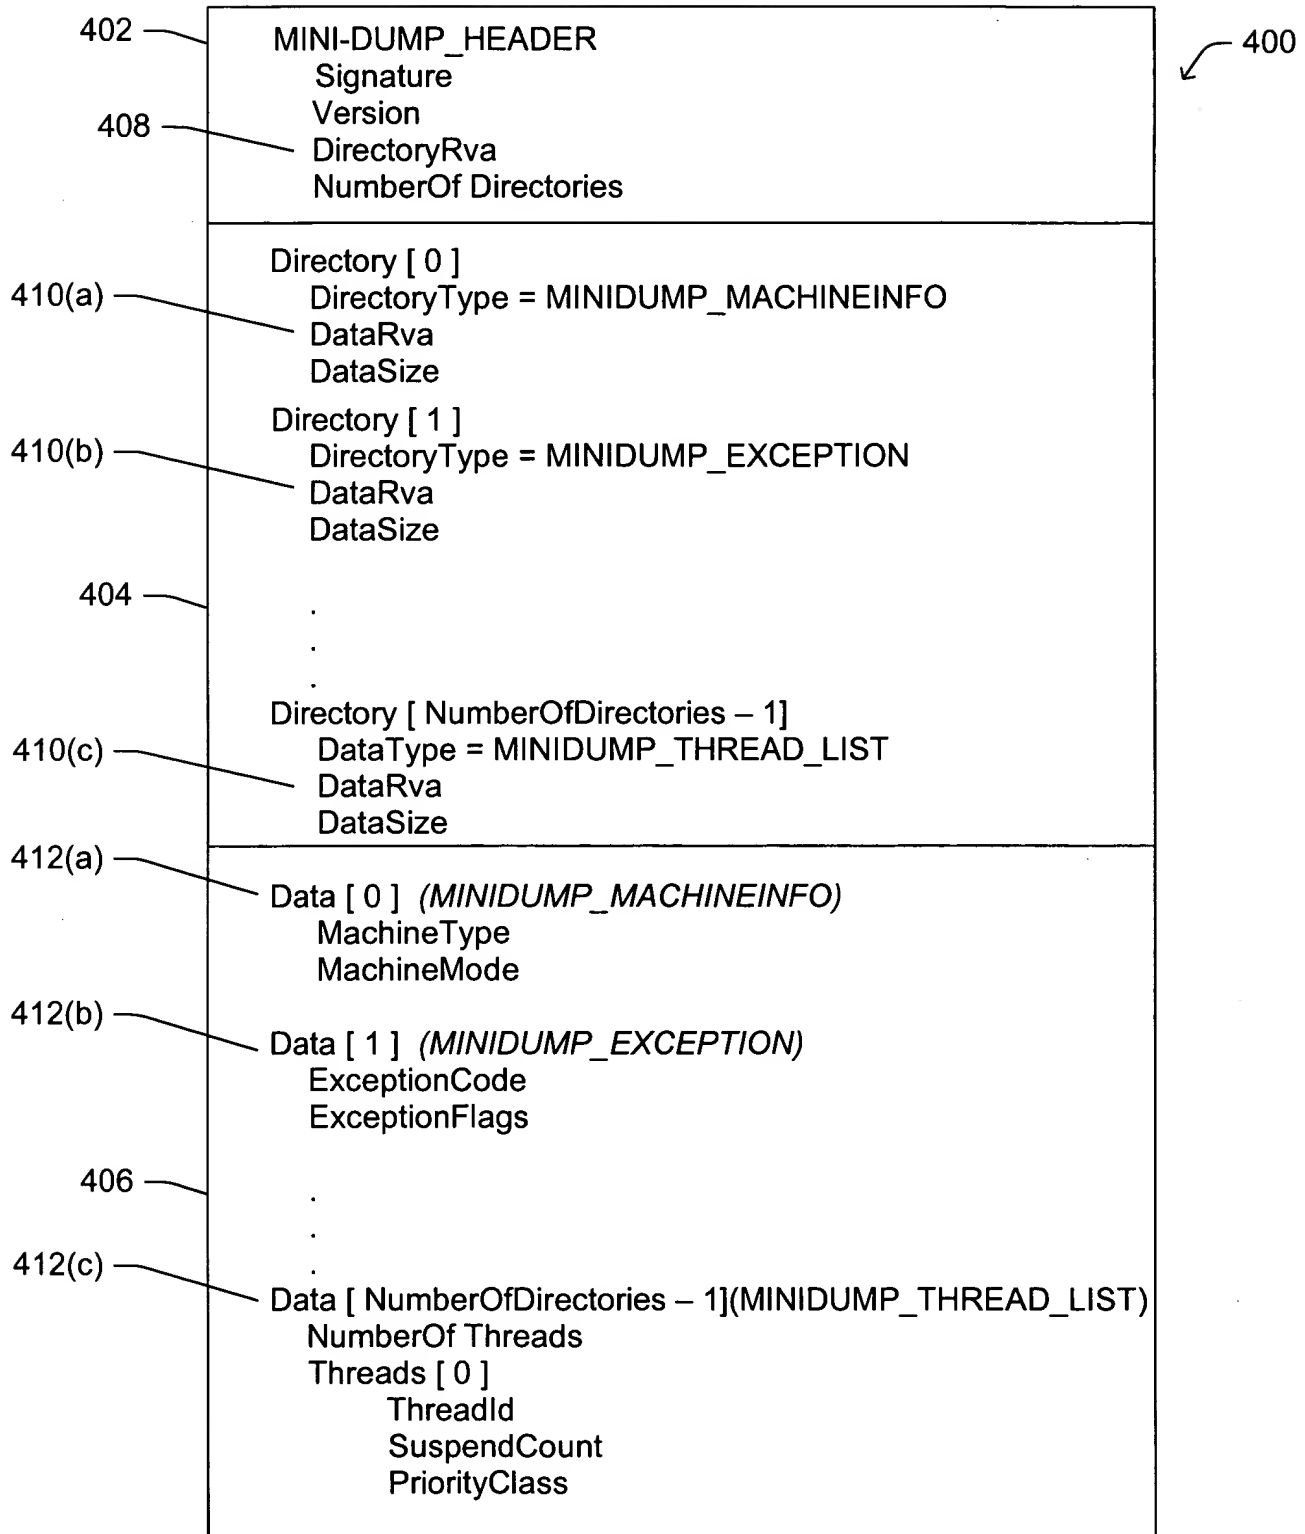 402
MINI-DUMP_HEADER
400
Signature
Version
408
DirectoryRva
NumberOf Directories
Directory [ 0 ]
410(a)
DirectoryType = MINIDUMP_MACHINEINFO
DataRva
DataSize
Directory [ 1 ]
410(b)
DirectoryType = MINIDUMP_EXCEPTION
DataRva
DataSize
404
.
.
.
Directory [ NumberOfDirectories – 1]
410(c)
DataType = MINIDUMP_THREAD_LIST
DataRva
DataSize
412(a)
Data [ 0 ] (MINIDUMP_MACHINEINFO)
MachineType
MachineMode
412(b)
Data [ 1 ] (MINIDUMP_EXCEPTION)
ExceptionCode
ExceptionFlags
406
.
.
.
412(c)
Data [ NumberOfDirectories – 1](MINIDUMP_THREAD_LIST)
NumberOf Threads
Threads [ 0 ]
ThreadId
SuspendCount
PriorityClass